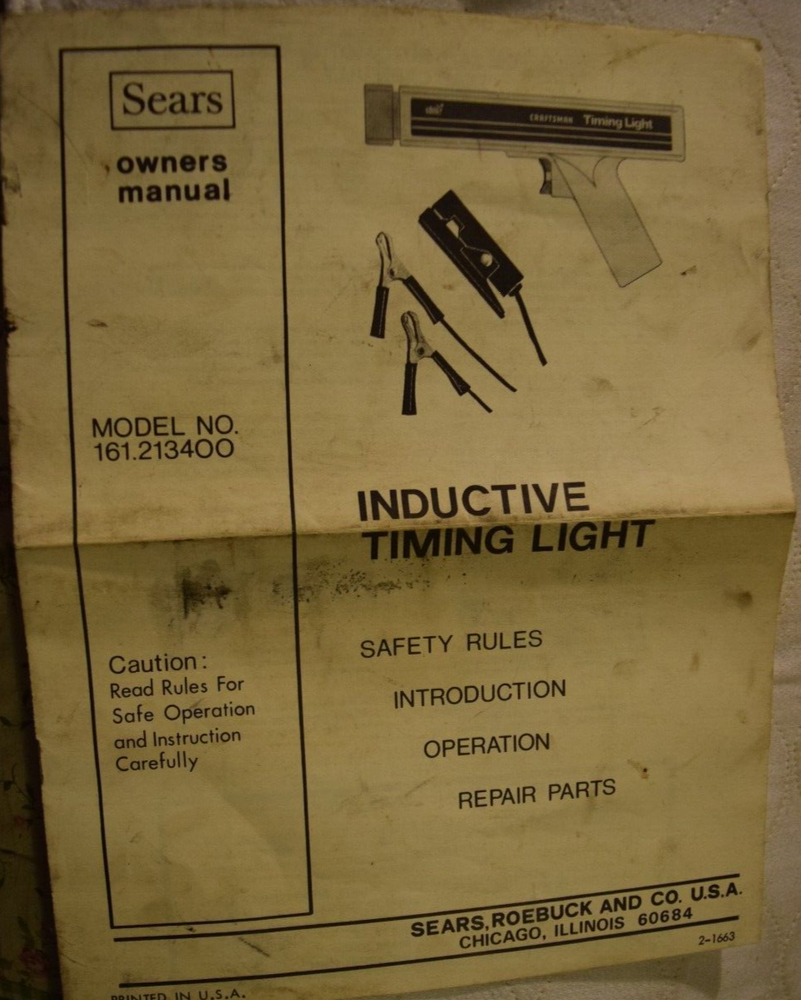 Sears
owners
manual
MODEL NO.
161.213400
Caution:
Read Rules For
Safe Operation
and Instruction
Carefully
CRAFTSMAN Timing Light
INDUCTIVE
TIMING LIGHT
SAFETY RULES
INTRODUCTION
OPERATION
REPAIR PARTS
SEARS, ROEBUCK AND CO. U.S.A.
CHICAGO, ILLINOIS 60684
2-1663
PRINTED IN U.S.A.